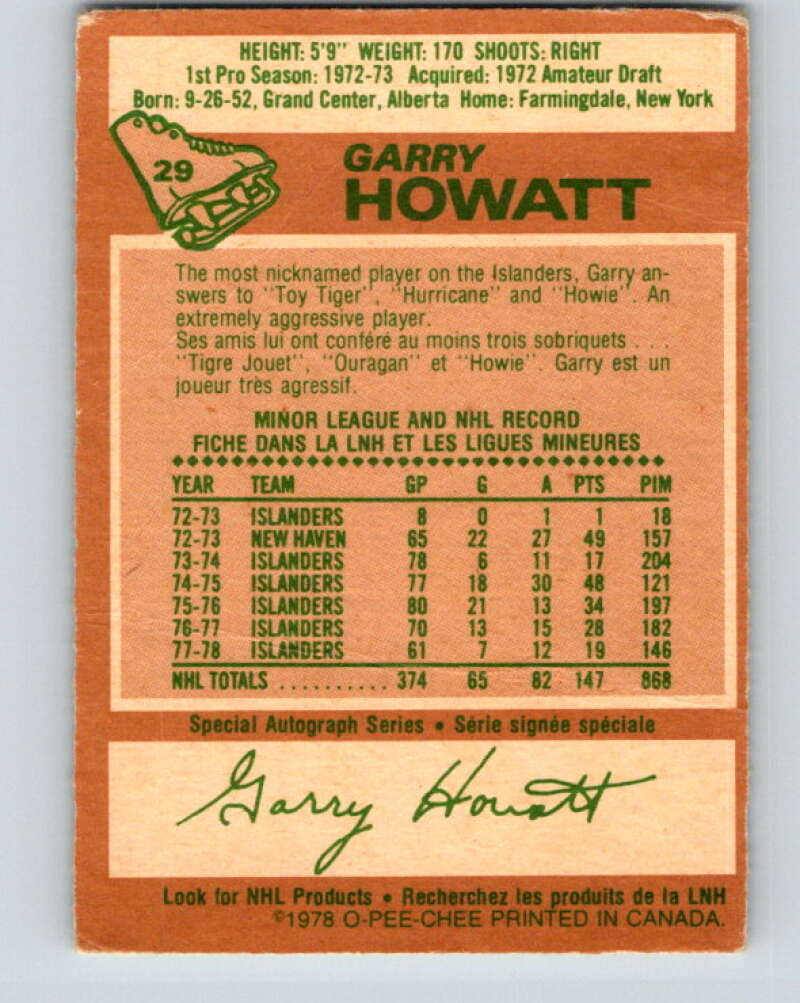 HEIGHT: 5'9" WEIGHT: 170 SHOOTS: RIGHT
1st Pro Season: 1972-73 Acquired: 1972 Amateur Draft
Born: 9-26-52, Grand Center, Alberta Home: Farmingdale, New York
29
GARRY
HOWATT
The most nicknamed player on the Islanders, Garry an-
swers to "Toy Tiger", "Hurricane" and "Howie". An
extremely aggressive player.
Ses amis lui ont conféré au moins trois sobriquets . . .
"Tigre Jouet", "Ouragan" et "Howie". Garry est un
joueur très agressif.
MINOR LEAGUE AND NHL RECORD
FICHE DANS LA LNH ET LES LIGUES MINEURES
YEAR TEAM GP G A PTS PIM
72-73 ISLANDERS 8 0 1 1 18
72-73 NEW HAVEN 65 22 27 49 157
73-74 ISLANDERS 78 6 11 17 204
74-75 ISLANDERS 77 18 30 48 121
75-76 ISLANDERS 80 21 13 34 197
76-77 ISLANDERS 70 13 15 28 182
77-78 ISLANDERS 61 7 12 19 146
NHL TOTALS .......... 374 65 82 147 868
Special Autograph Series • Série signée spéciale
Garry Howatt
Look for NHL Products • Recherchez les produits de la LNH
©1978 O-PEE-CHEE PRINTED IN CANADA.